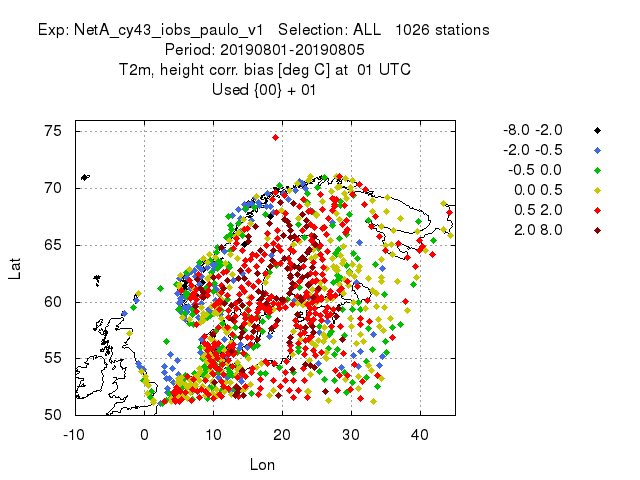 Exp: NetA_cy43_iobs_paulo_v1   Selection: ALL   1026 stations
Period: 20190801-20190805
T2m, height corr. bias [deg C] at  01 UTC
Used {00} + 01
75
70
65
60
55
50
Lat
-10 0 10 20 30 40
Lon
-8.0 -2.0
-2.0 -0.5
-0.5 0.0
0.0 0.5
0.5 2.0
2.0 8.0